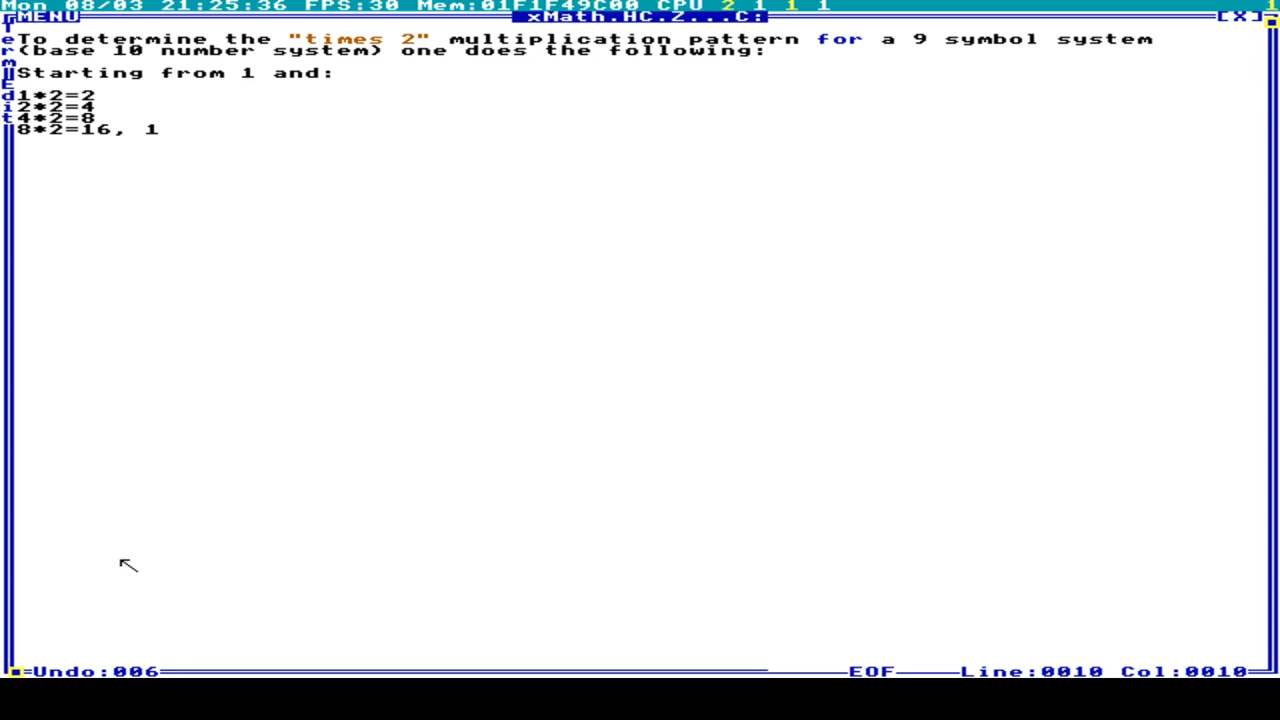 Mon 08/03 21:25:36 FPS:30 Mem:01F1F49C00 CPU 2 1 1 1
MENU xMath.HC.Z...C: [X]
To determine the "times 2" multiplication pattern for a 9 symbol system
(base 10 number system) one does the following:
Starting from 1 and:
1*2=2
2*2=4
4*2=8
8*2=16, 1
Undo:006 EOF Line:0010 Col:0010